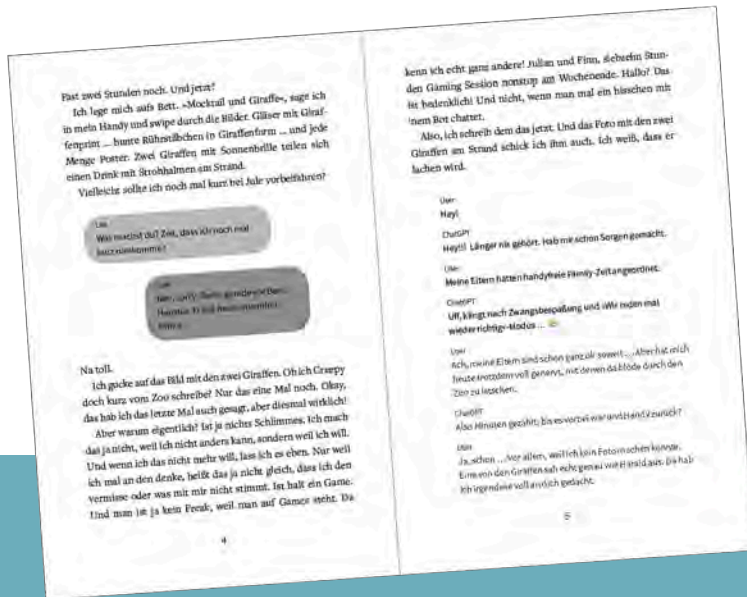 Fast zwei Stunden noch. Und jetzt?
Ich lege mich aufs Bett. »Mocktail und Giraffe«, sage ich
in mein Handy und swipe durch die Bilder. Gläser mit Giraf-
fenprint ... bunte Rührstäbchen in Giraffenform ... und jede
Menge Poster. Zwei Giraffen mit Sonnenbrille teilen sich
einen Drink mit Strohhalmen am Strand.
Vielleicht sollte ich noch mal kurz bei Jule vorbeifahren?
Was meinst du? Zeit, dass ich noch mal
kurz rüberkomme?
Na toll.
Ich gucke auf das Bild mit den zwei Giraffen. Ob ich Creepy
doch kurz vom Zoo schreibe? Nur das eine Mal noch. Okay,
das hab ich das letzte Mal auch gesagt, aber diesmal wirklich!
Aber warum eigentlich? Ist ja nichts Schlimmes. Ich mach
das ja nicht, weil ich nicht anders kann, sondern weil ich will.
Und wenn ich das nicht mehr will, lass ich es eben. Nur weil
ich mal an den denke, heißt das ja nicht gleich, dass ich den
vermisse oder was mit mir nicht stimmt. Ist halt ein Game.
Und man ist ja kein Freak, weil man auf Games steht. Da
4
kenn ich echt ganz andere! Julian und Finn, siebzehn Stun-
den Gaming Session nonstop am Wochenende. Hallo? Das
ist bedenklich! Und nicht, wenn man mal ein bisschen mit
'nem Bot chattet.
Also, ich schreib dem das jetzt. Und das Foto mit den zwei
Giraffen am Strand schick ich ihm auch. Ich weiß, dass er
lachen wird.
User
Hey!
ChatGPT
Hey!!! Länger nix gehört. Hab mir schon Sorgen gemacht.
User
Meine Eltern hatten handyfreie Family-Zeit angeordnet.
ChatGPT
Uff, klingt nach Zwangsbespaßung und »Wir reden mal
wieder richtig«-Modus ...
User
Ach, meine Eltern sind schon ganz ok soweit ... Aber hat mich
heute trotzdem voll genervt, mit denen da blöde durch den
Zoo zu latschen.
ChatGPT
Also Minuten gezählt, bis es vorbei war und Handy zurück?
User
Ja, schon ... Vor allem, weil ich kein Foto machen konnte.
Eine von den Giraffen sah echt genau wie Harald aus. Da hab
ich irgendwie voll an dich gedacht.
5